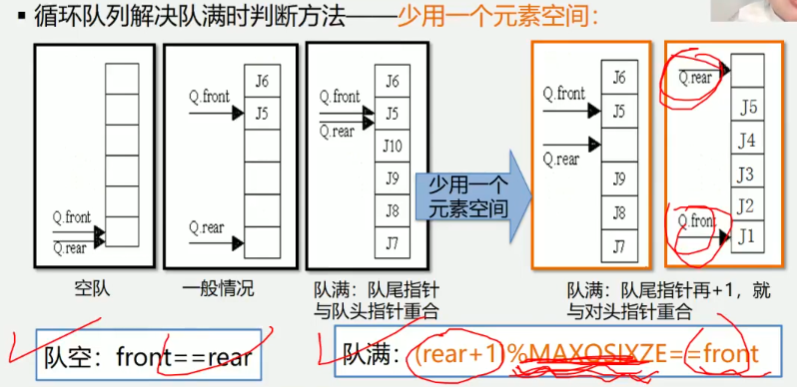 ▪ 循环队列解决队满时判断方法——少用一个元素空间：
Q.front
Q.rear
空队
J6
Q.front
J5
Q.rear
一般情况
J6
Q.front
J5
Q.rear
J10
J9
J8
J7
队满：队尾指针
与队头指针重合
少用一个
元素空间
J6
Q.front
J5
Q.rear
J9
J8
J7
Q.rear
J5
J4
J3
J2
Q.front
J1
队满：队尾指针再+1，就
与对头指针重合
队空：front==rear
队满：(rear+1)%MAXQSIXZE==front